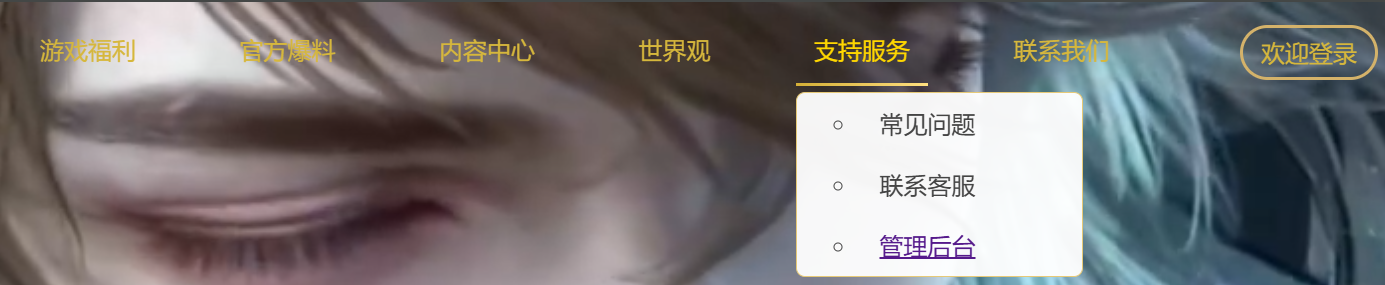 游戏福利 官方爆料 内容中心 世界观 支持服务 联系我们 欢迎登录
常见问题
联系客服
管理后台